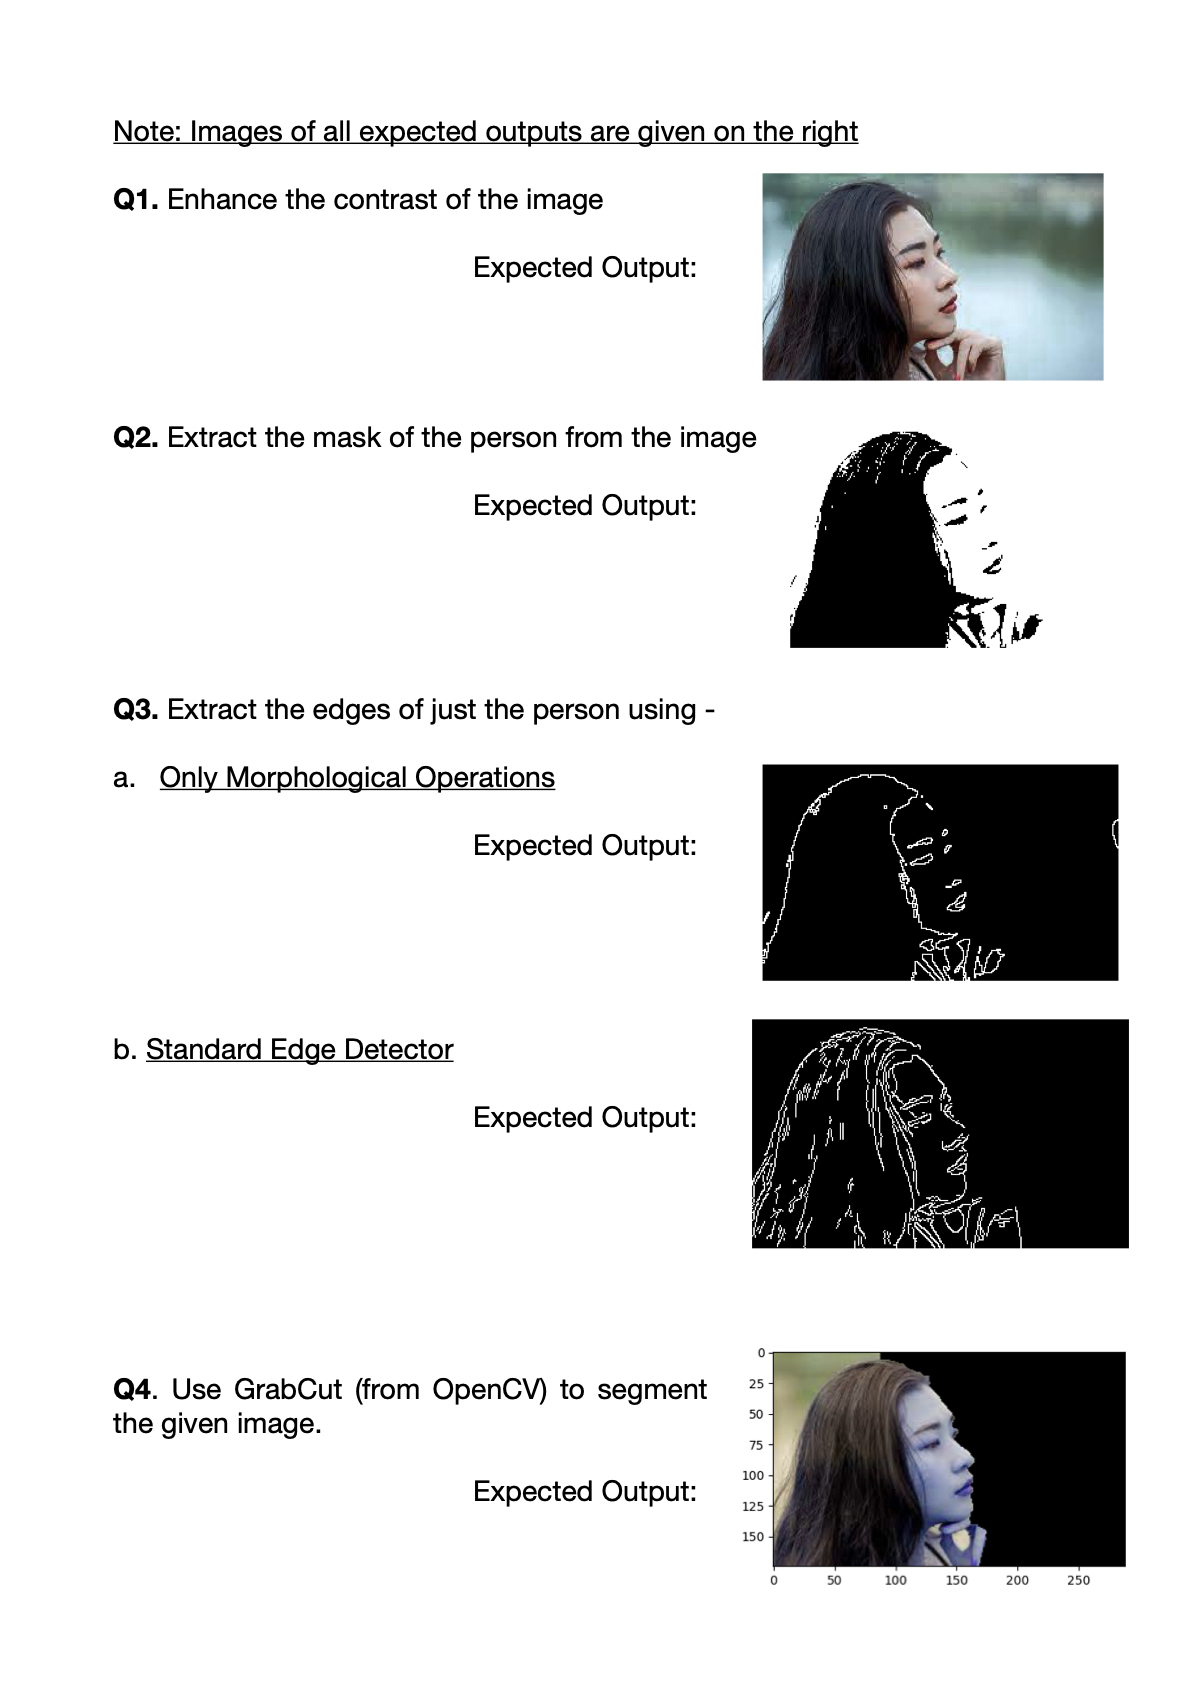 Note: Images of all expected outputs are given on the right
Q1. Enhance the contrast of the image
Expected Output:
Q2. Extract the mask of the person from the image
Expected Output:
Q3. Extract the edges of just the person using -
a. Only Morphological Operations
Expected Output:
b. Standard Edge Detector
Expected Output:
Q4. Use GrabCut (from OpenCV) to segment
the given image.
Expected Output:
0
25
50
75
100
125
150
0 50 100 150 200 250